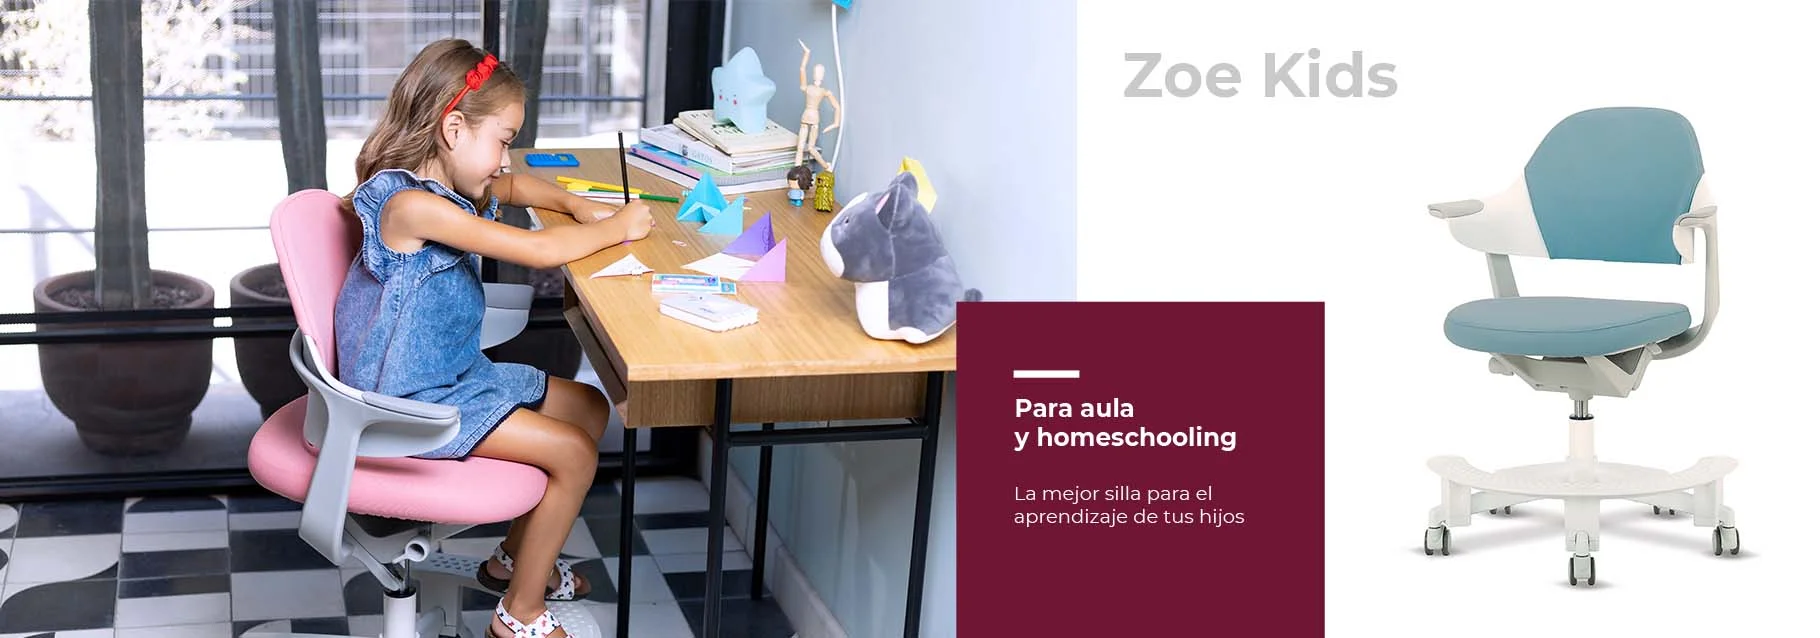 Zoe Kids
Para aula
y homeschooling
La mejor silla para el
aprendizaje de tus hijos